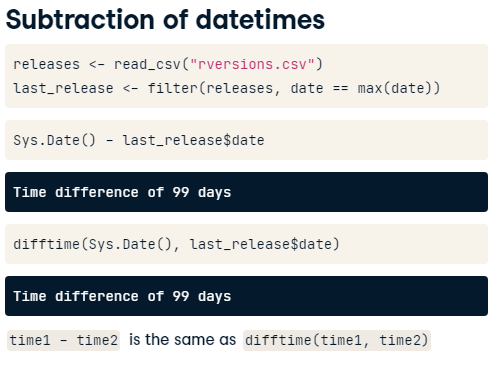 Subtraction of datetimes
releases <- read_csv("rversions.csv")
last_release <- filter(releases, date == max(date))
Sys.Date() - last_release$date
Time difference of 99 days
difftime(Sys.Date(), last_release$date)
Time difference of 99 days
time1 - time2 is the same as difftime(time1, time2)